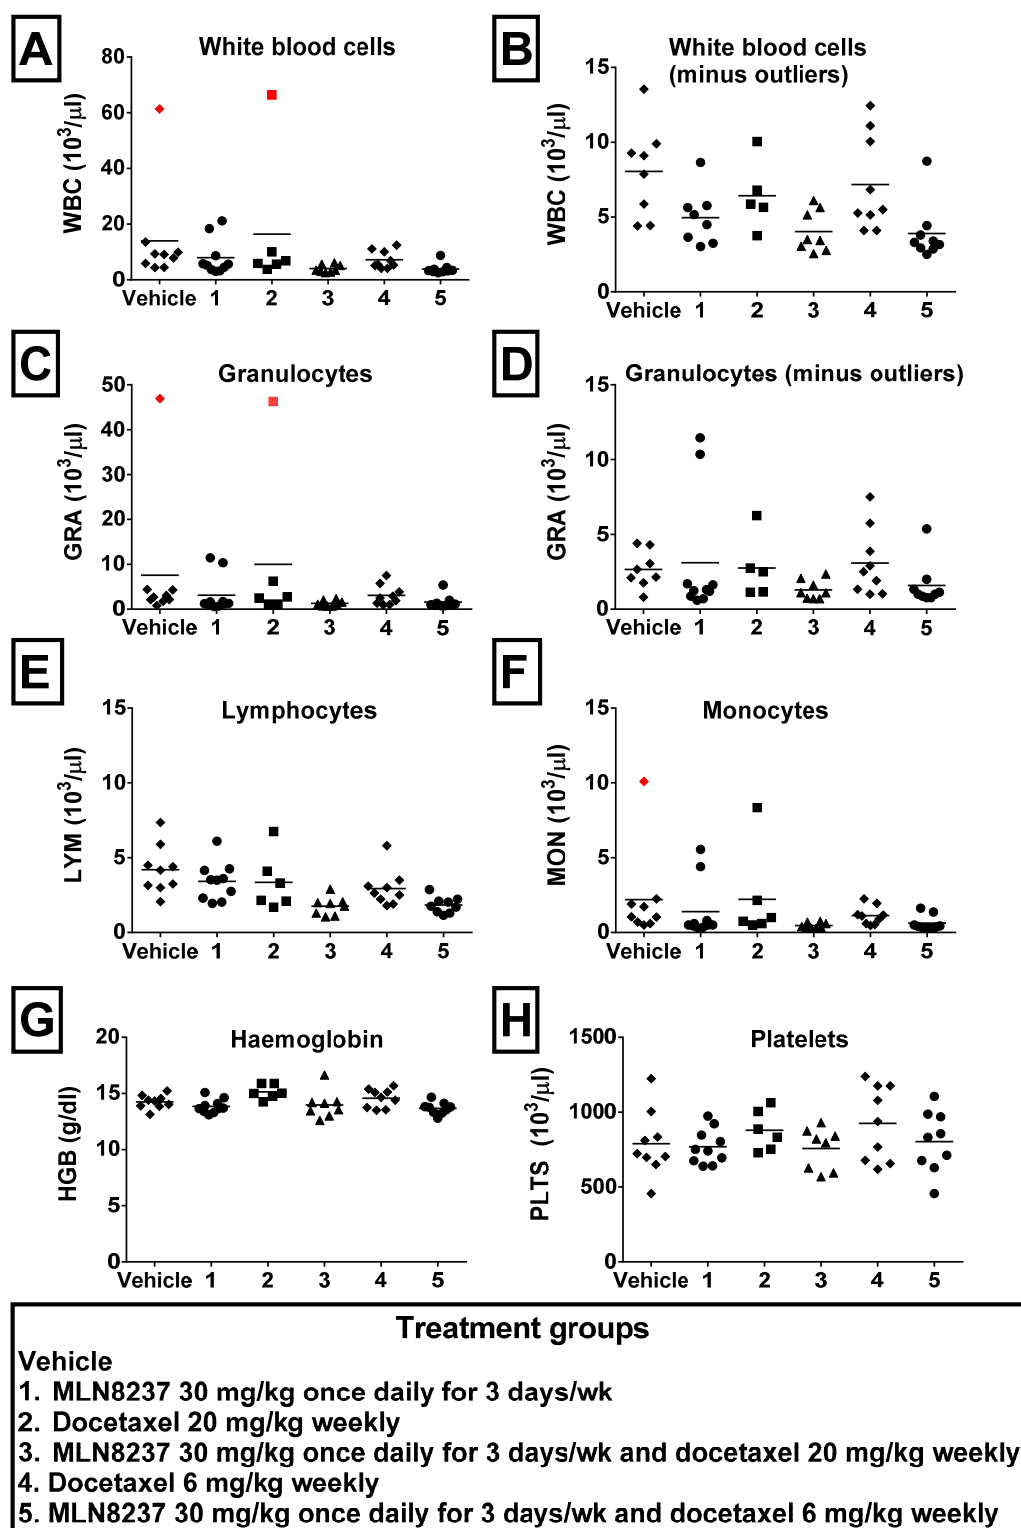 A
White blood cells
WBC (10³/μl)
80
60
40
20
0
Vehicle 1 2 3 4 5
B
White blood cells
(minus outliers)
WBC (10³/μl)
15
10
5
0
Vehicle 1 2 3 4 5
C
Granulocytes
GRA (10³/μl)
50
40
30
20
10
0
Vehicle 1 2 3 4 5
D
Granulocytes (minus outliers)
GRA (10³/μl)
15
10
5
0
Vehicle 1 2 3 4 5
E
Lymphocytes
LYM (10³/μl)
15
10
5
0
Vehicle 1 2 3 4 5
F
Monocytes
MON (10³/μl)
15
10
5
0
Vehicle 1 2 3 4 5
G
Haemoglobin
HGB (g/dl)
20
15
10
5
0
Vehicle 1 2 3 4 5
H
Platelets
PLTS (10³/μl)
1500
1000
500
0
Vehicle 1 2 3 4 5
Treatment groups
Vehicle
1. MLN8237 30 mg/kg once daily for 3 days/wk
2. Docetaxel 20 mg/kg weekly
3. MLN8237 30 mg/kg once daily for 3 days/wk and docetaxel 20 mg/kg weekly
4. Docetaxel 6 mg/kg weekly
5. MLN8237 30 mg/kg once daily for 3 days/wk and docetaxel 6 mg/kg weekly